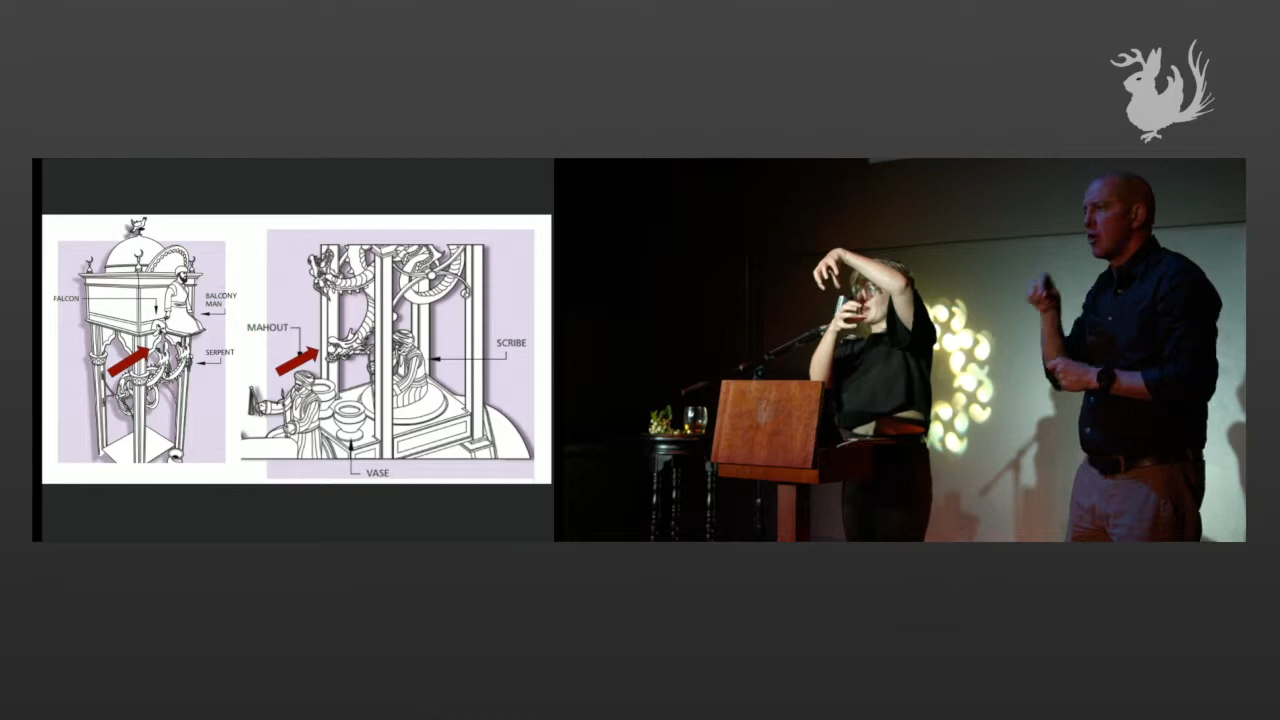 FALCON
BALCONY
MAN
SERPENT
MAHOUT
SCRIBE
VASE